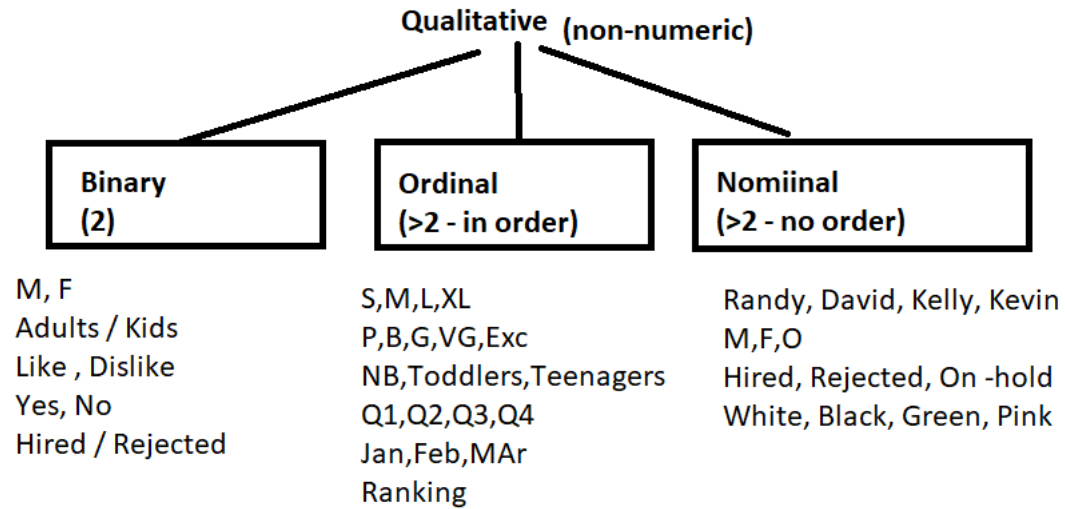 Qualitative (non-numeric)
Binary
(2)
M, F
Adults / Kids
Like , Dislike
Yes, No
Hired / Rejected
Ordinal
(>2 - in order)
S,M,L,XL
P,B,G,VG,Exc
NB,Toddlers,Teenagers
Q1,Q2,Q3,Q4
Jan,Feb,MAr
Ranking
Nomiinal
(>2 - no order)
Randy, David, Kelly, Kevin
M,F,O
Hired, Rejected, On -hold
White, Black, Green, Pink